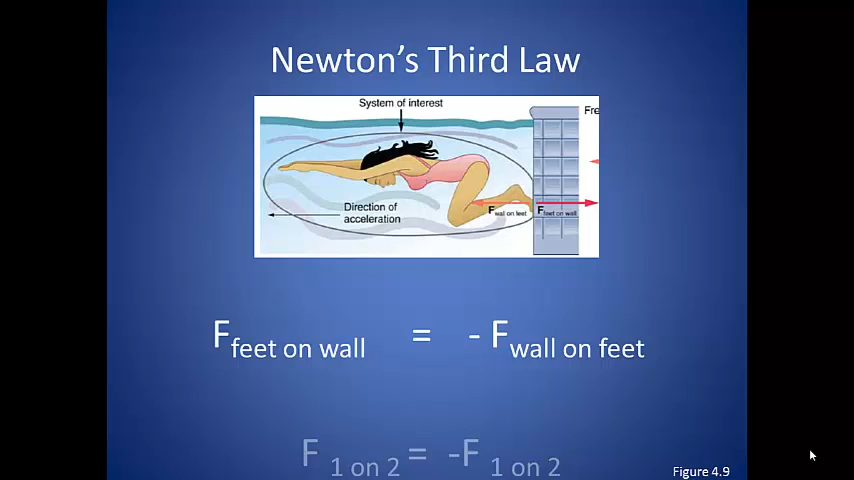 Newton's Third Law
System of interest
Fre
Direction of
acceleration
F wall on feet
F feet on wall
F feet on wall = - F wall on feet
F 1 on 2 = -F 1 on 2
Figure 4.9